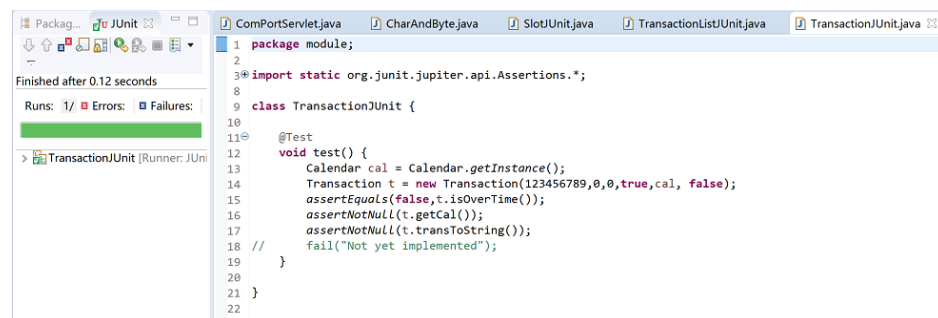 Packag... JUnit
Finished after 0.12 seconds
Runs: 1/ Errors: Failures:
TransactionJUnit [Runner: JUni
ComPortServlet.java CharAndByte.java SlotJUnit.java TransactionListJUnit.java TransactionJUnit.java
1 package module;
2
3 import static org.junit.jupiter.api.Assertions.*;
8
9 class TransactionJUnit {
10
11 @Test
12 void test() {
13 Calendar cal = Calendar.getInstance();
14 Transaction t = new Transaction(123456789,0,0,true,cal, false);
15 assertEquals(false,t.isOverTime());
16 assertNotNull(t.getCal());
17 assertNotNull(t.transToString());
18 // fail("Not yet implemented");
19 }
20
21 }
22